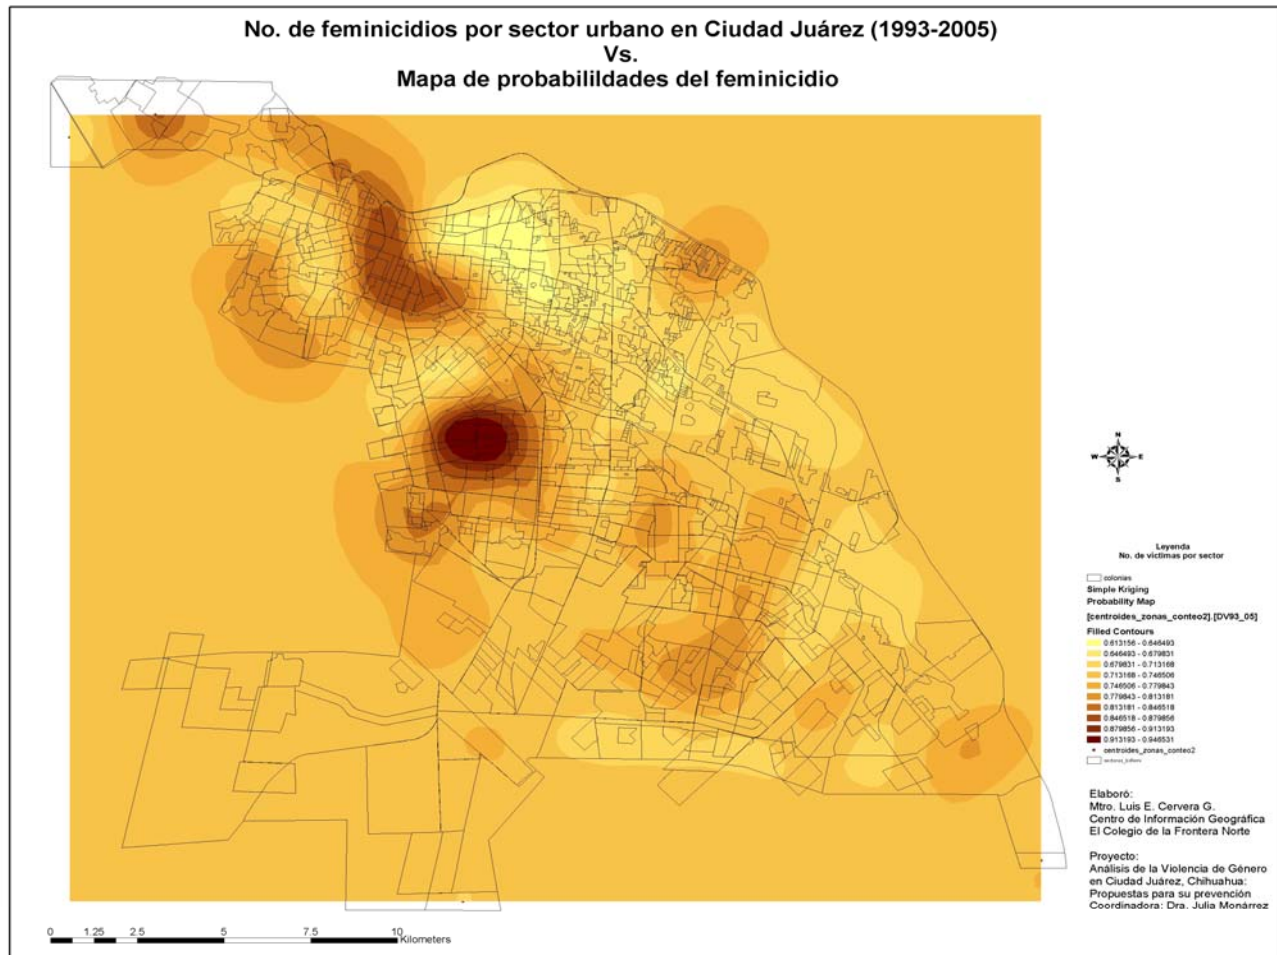 No. de feminicidios por sector urbano en Ciudad Juárez (1993-2005)
Vs.
Mapa de probabilildades del feminicidio
N
W E
S
Leyenda
No. de víctimas por sector
colonias
Simple Kriging
Probability Map
[centroides_zonas_conteo2].[DV93_05]
Filled Contours
0.613156 - 0.646493
0.646493 - 0.679831
0.679831 - 0.713168
0.713168 - 0.746506
0.746506 - 0.779843
0.779843 - 0.813181
0.813181 - 0.846518
0.846518 - 0.879856
0.879856 - 0.913193
0.913193 - 0.946531
centroides_zonas_conteo2
Elaboró:
Mtro. Luis E. Cervera G.
Centro de Información Geográfica
El Colegio de la Frontera Norte
Proyecto:
Análisis de la Violencia de Género
en Ciudad Juárez, Chihuahua:
Propuestas para su prevención
Coordinadora: Dra. Julia Monárrez
0 1.25 2.5 5 7.5 10
Kilometers